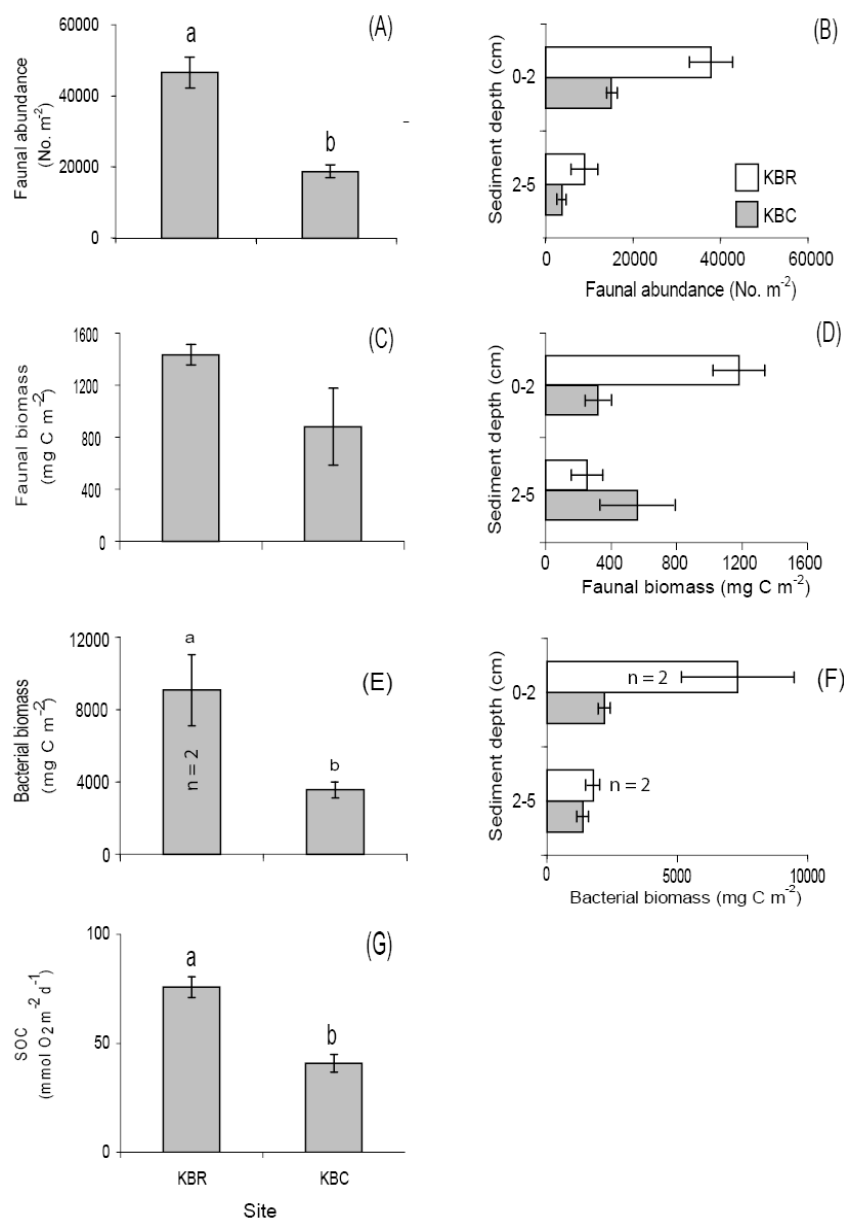 (A)
Faunal abundance
(No. m-2)
60000
40000
20000
0
a
b
(B)
Sediment depth (cm)
0-2
2-5
KBR
KBC
0 20000 40000 60000
Faunal abundance (No. m-2)
(C)
Faunal biomass
(mg C m-2)
1600
1200
800
400
0
(D)
Sediment depth (cm)
0-2
2-5
0 400 800 1200 1600
Faunal biomass (mg C m-2)
(E)
Bacterial biomass
(mg C m-2)
12000
8000
4000
0
a
n = 2
b
(F)
Sediment depth (cm)
0-2
2-5
n = 2
n = 2
0 5000 10000
Bacterial biomass (mg C m-2)
(G)
SOC
(mmol O2 m-2 d-1)
100
50
0
a
b
KBR KBC
Site